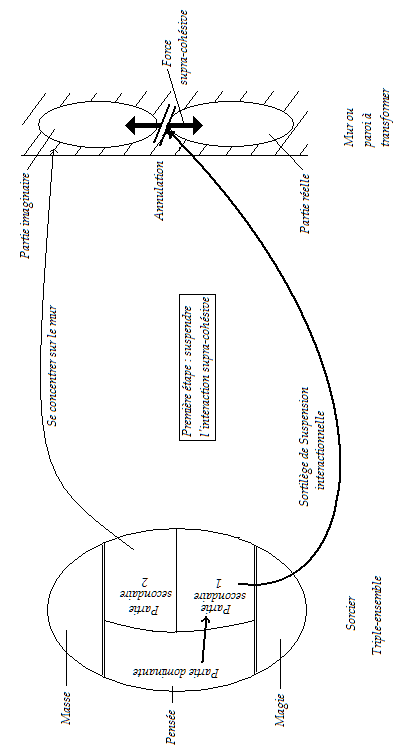 Partie imaginaire
Se concentrer sur le mur
Masse
Partie
secondaire
2
Force
supra-cohésive
Annulation
Première étape : suspendre
l'interaction supra-cohésive
Pensée
Partie dominante
Partie
secondaire
1
Partie réelle
Magie
Sortilège de Suspension
interactionnelle
Sorcier
Triple-ensemble
Mur ou
paroi à
transformer